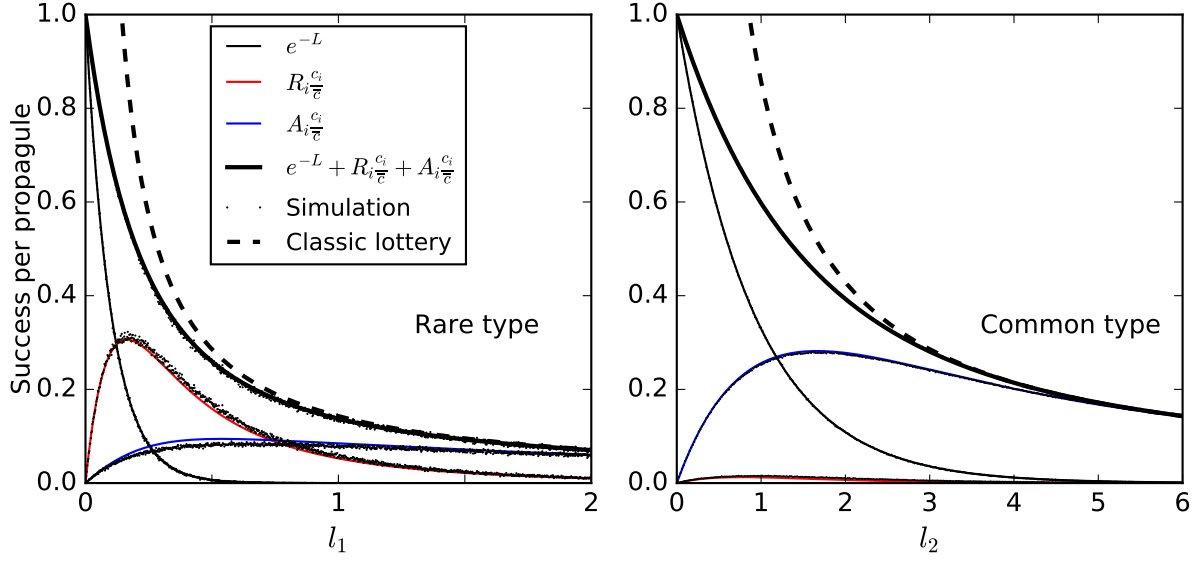 Success per propagule
1.0
0.8
0.6
0.4
0.2
0.0
0
1
2
l₁
e^{-L}
R_i c_i/c̄
A_i c_i/c̄
e^{-L} + R_i c_i/c̄ + A_i c_i/c̄
Simulation
Classic lottery
Rare type
1.0
0.8
0.6
0.4
0.2
0.0
0 1 2 3 4 5 6
l₂
Common type